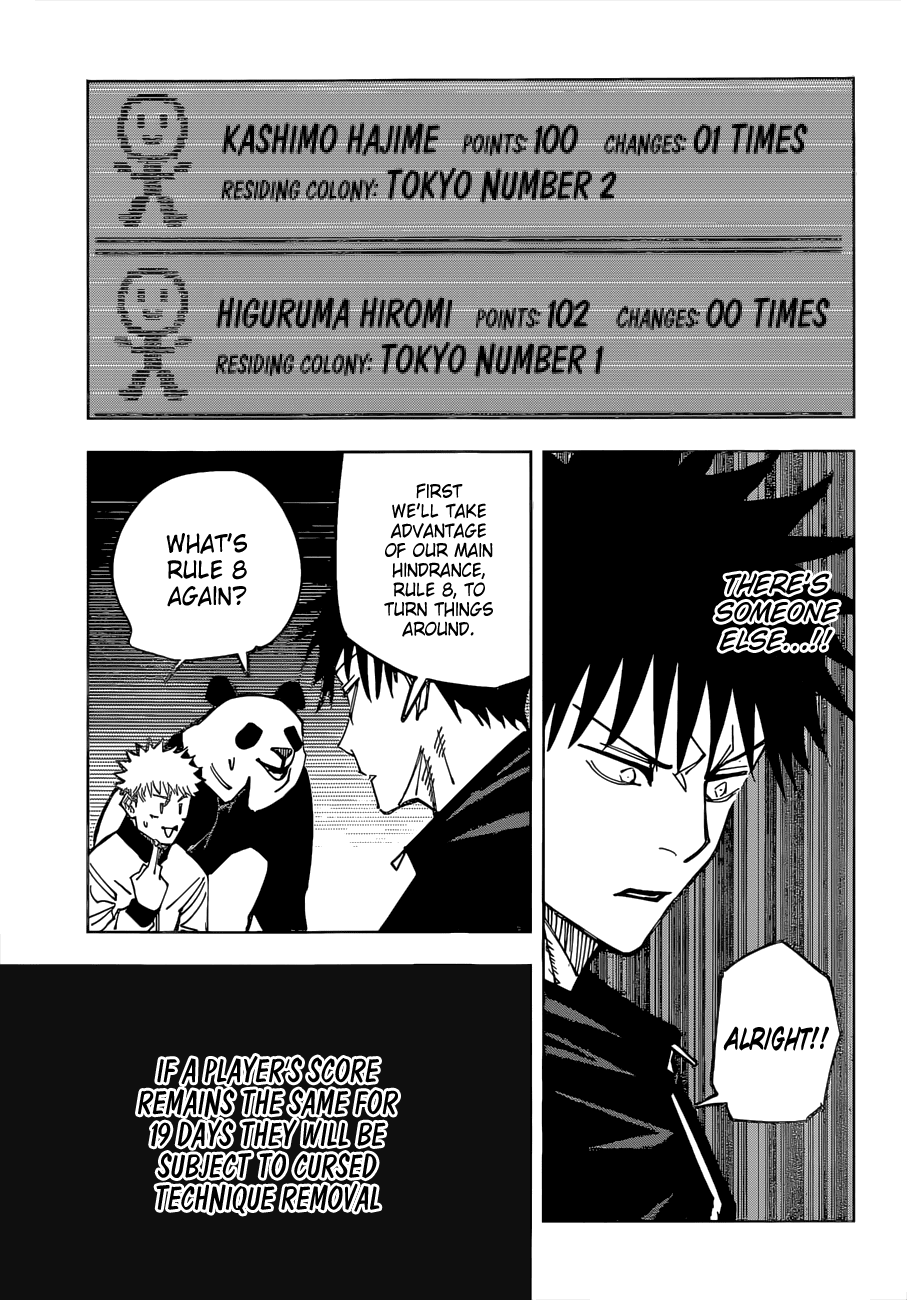 KASHIMO HAJIME POINTS: 100 CHANGES: 01 TIMES
RESIDING COLONY: TOKYO NUMBER 2
HIGURUMA HIROMI POINTS: 102 CHANGES: 00 TIMES
RESIDING COLONY: TOKYO NUMBER 1
THERE'S
SOMEONE
ELSE...!!
ALRIGHT!!
FIRST
WE'LL TAKE
ADVANTAGE
OF OUR MAIN
HINDRANCE,
RULE 8, TO
TURN THINGS
AROUND.
WHAT'S
RULE 8
AGAIN?
IF A PLAYER'S SCORE
REMAINS THE SAME FOR
19 DAYS THEY WILL BE
SUBJECT TO CURSED
TECHNIQUE REMOVAL